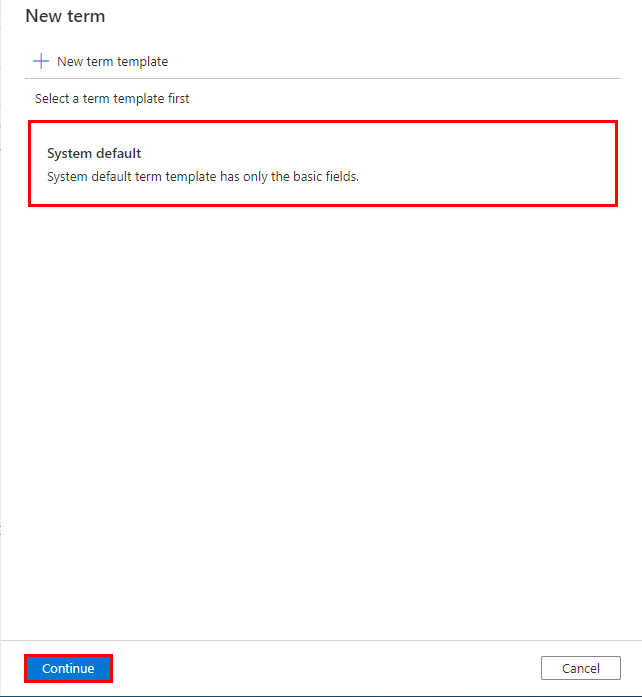 New term
New term template
Select a term template first
System default
System default term template has only the basic fields.
Continue
Cancel